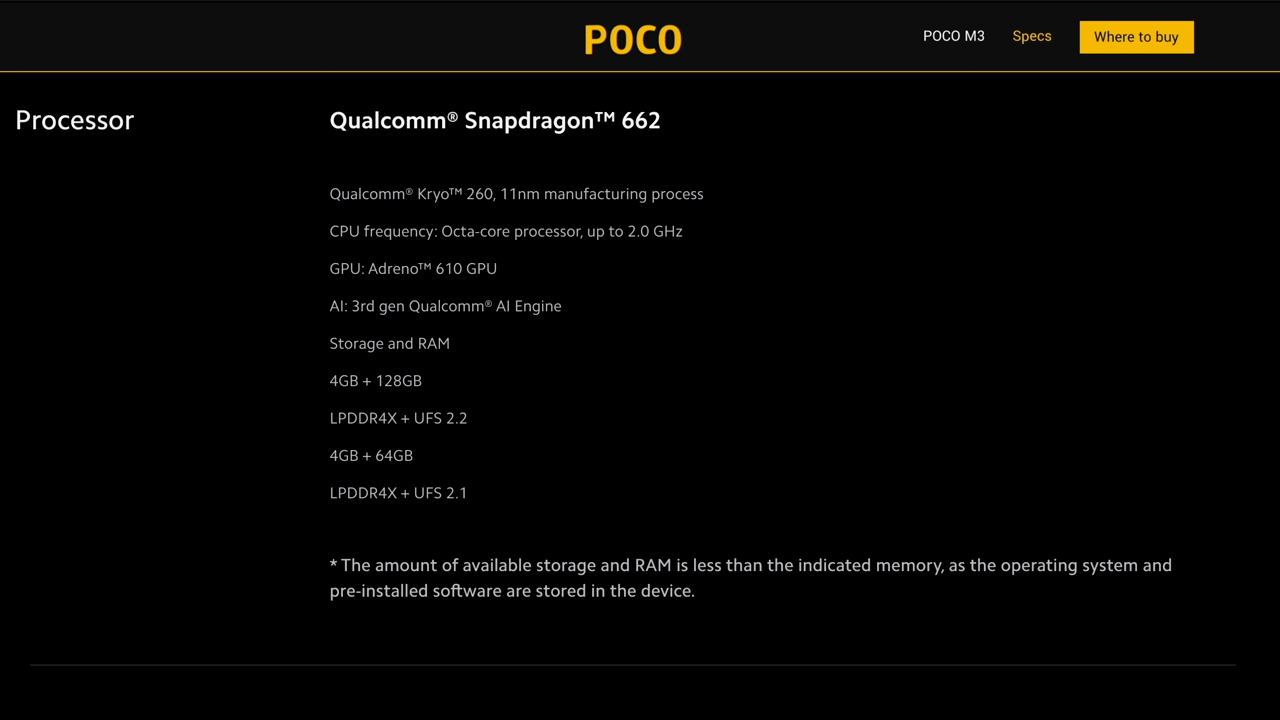 POCO
POCO M3
Specs
Where to buy
Processor
Qualcomm® Snapdragon™ 662
Qualcomm® Kryo™ 260, 11nm manufacturing process
CPU frequency: Octa-core processor, up to 2.0 GHz
GPU: Adreno™ 610 GPU
AI: 3rd gen Qualcomm® AI Engine
Storage and RAM
4GB + 128GB
LPDDR4X + UFS 2.2
4GB + 64GB
LPDDR4X + UFS 2.1
* The amount of available storage and RAM is less than the indicated memory, as the operating system and
pre-installed software are stored in the device.